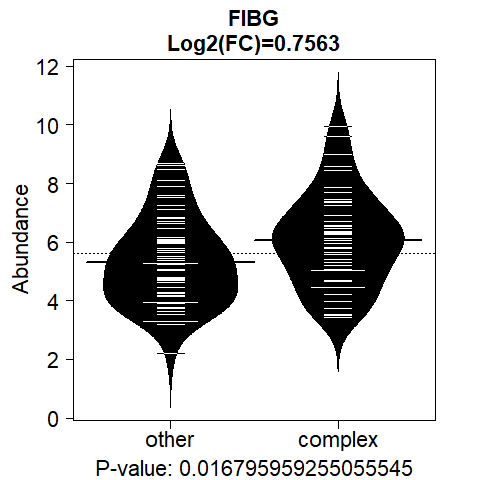 FIBG
Log2(FC)=0.7563
12
10
8
6
4
2
0
Abundance
other complex
P-value: 0.016795959255055545